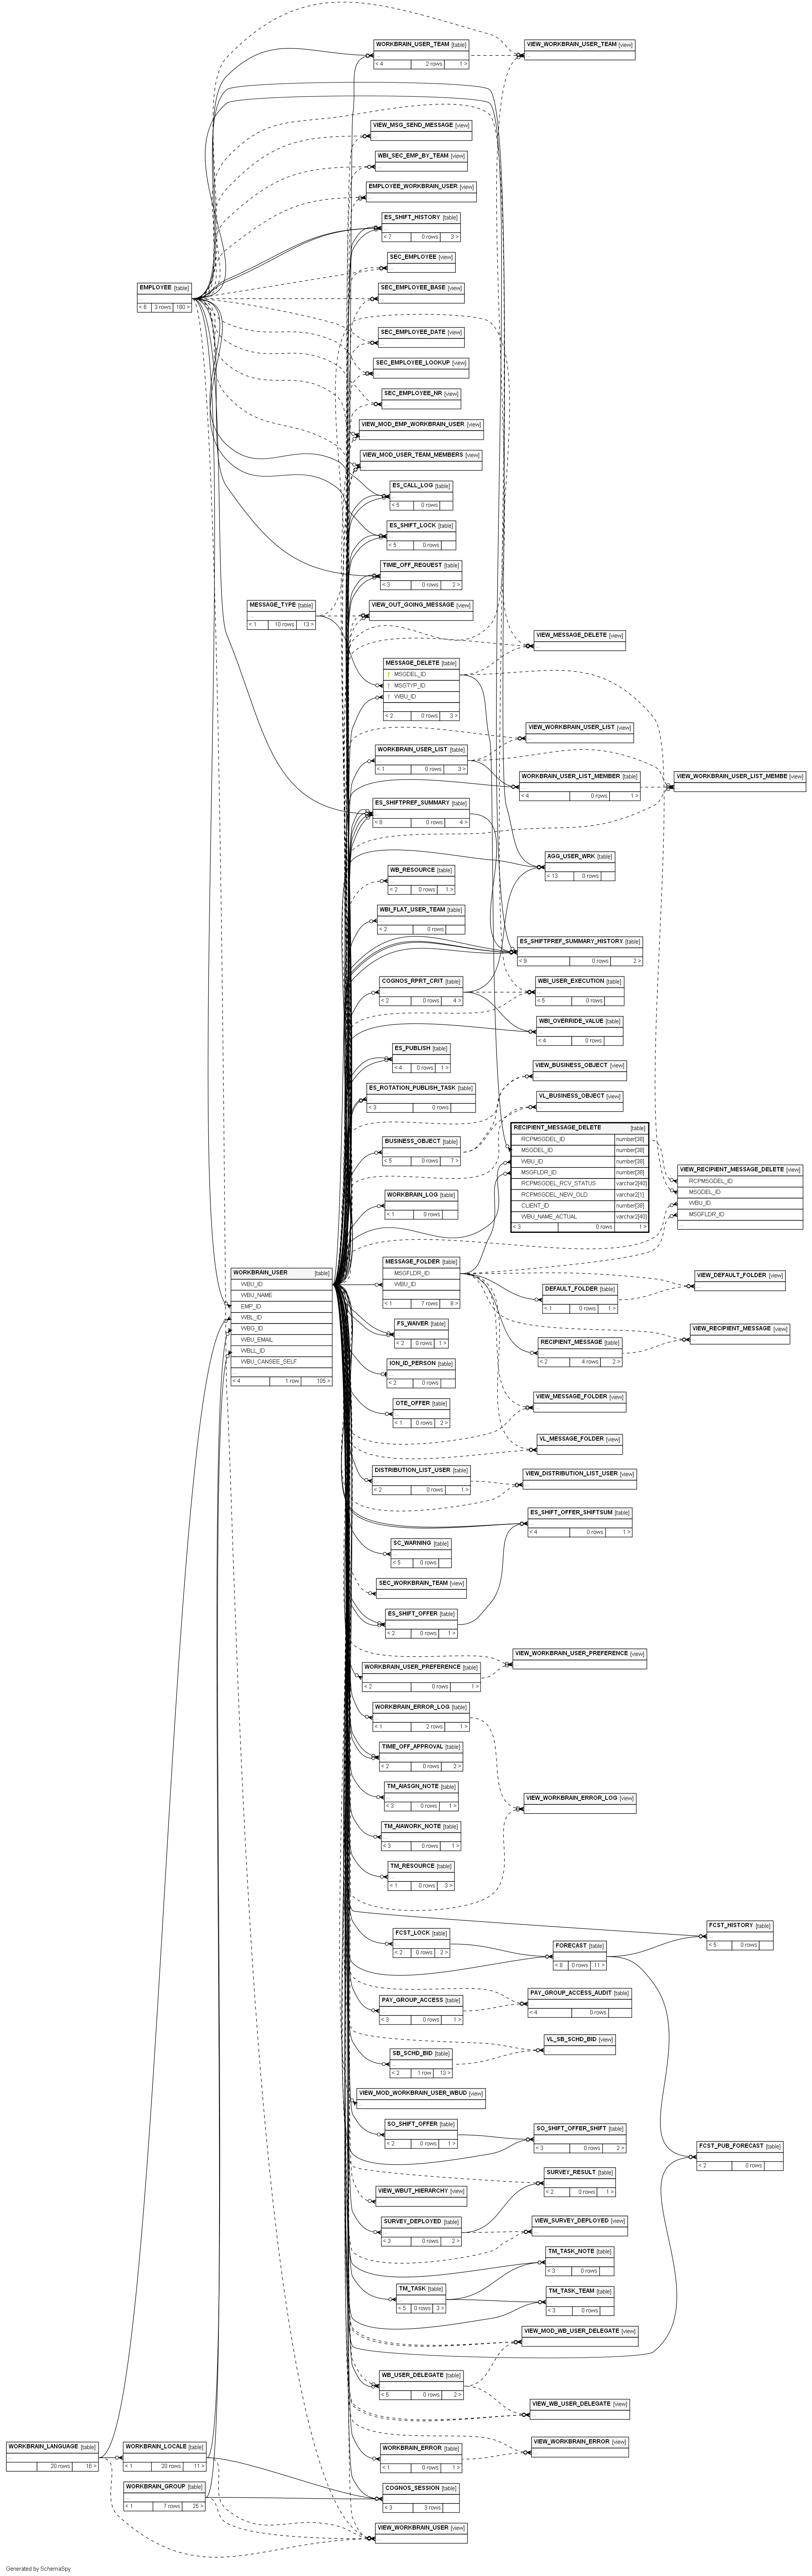 WORKBRAIN_USER_TEAM [table]
...
< 4 2 rows 1 >
VIEW_WORKBRAIN_USER_TEAM [view]
...
VIEW_MSG_SEND_MESSAGE [view]
...
WBI_SEC_EMP_BY_TEAM [view]
...
EMPLOYEE_WORKBRAIN_USER [view]
...
ES_SHIFT_HISTORY [table]
...
< 7 0 rows 3 >
SEC_EMPLOYEE [view]
...
EMPLOYEE [table]
...
< 6 3 rows 160 >
SEC_EMPLOYEE_BASE [view]
...
SEC_EMPLOYEE_DATE [view]
...
SEC_EMPLOYEE_LOOKUP [view]
...
SEC_EMPLOYEE_NR [view]
...
VIEW_MOD_EMP_WORKBRAIN_USER [view]
...
VIEW_MOD_USER_TEAM_MEMBERS [view]
...
ES_CALL_LOG [table]
...
< 5 0 rows
ES_SHIFT_LOCK [table]
...
< 5 0 rows
TIME_OFF_REQUEST [table]
...
< 3 0 rows 2 >
MESSAGE_TYPE [table]
...
< 1 10 rows 13 >
VIEW_OUT_GOING_MESSAGE [view]
...
VIEW_MESSAGE_DELETE [view]
...
MESSAGE_DELETE [table]
MSGDEL_ID
MSGTYP_ID
WBU_ID
...
< 2 0 rows 3 >
VIEW_WORKBRAIN_USER_LIST [view]
...
WORKBRAIN_USER_LIST [table]
...
< 1 0 rows 3 >
WORKBRAIN_USER_LIST_MEMBER [table]
...
< 4 0 rows 1 >
VIEW_WORKBRAIN_USER_LIST_MEMBE [view]
...
ES_SHIFTPREF_SUMMARY [table]
...
< 8 0 rows 4 >
AGG_USER_WRK [table]
...
< 13 0 rows
WB_RESOURCE [table]
...
< 2 0 rows 1 >
WBI_FLAT_USER_TEAM [table]
...
< 2 0 rows
ES_SHIFTPREF_SUMMARY_HISTORY [table]
...
< 9 0 rows 2 >
COGNOS_RPRT_CRIT [table]
...
< 2 0 rows 4 >
WBI_USER_EXECUTION [table]
...
< 5 0 rows
WBI_OVERRIDE_VALUE [table]
...
< 4 0 rows
ES_PUBLISH [table]
...
< 4 0 rows 1 >
VIEW_BUSINESS_OBJECT [view]
...
ES_ROTATION_PUBLISH_TASK [table]
...
< 3 0 rows
VL_BUSINESS_OBJECT [view]
...
BUSINESS_OBJECT [table]
...
< 5 0 rows 7 >
RECIPIENT_MESSAGE_DELETE [table]
RCPMSGDEL_ID number[38]
MSGDEL_ID number[38]
WBU_ID number[38]
MSGFLDR_ID number[38]
RCPMSGDEL_RCV_STATUS varchar2[40]
RCPMSGDEL_NEW_OLD varchar2[1]
CLIENT_ID number[38]
WBU_NAME_ACTUAL varchar2[40]
< 3 0 rows 1 >
VIEW_RECIPIENT_MESSAGE_DELETE [view]
RCPMSGDEL_ID
MSGDEL_ID
WBU_ID
MSGFLDR_ID
...
WORKBRAIN_LOG [table]
...
< 1 0 rows
WORKBRAIN_USER [table]
WBU_ID
WBU_NAME
EMP_ID
WBL_ID
WBG_ID
WBU_EMAIL
WBLL_ID
WBU_CANSEE_SELF
...
< 4 1 row 105 >
MESSAGE_FOLDER [table]
MSGFLDR_ID
WBU_ID
...
< 1 7 rows 8 >
VIEW_DEFAULT_FOLDER [view]
...
DEFAULT_FOLDER [table]
...
< 1 0 rows 1 >
FS_WAIVER [table]
...
< 2 0 rows 1 >
VIEW_RECIPIENT_MESSAGE [view]
...
RECIPIENT_MESSAGE [table]
...
< 2 4 rows 2 >
ION_ID_PERSON [table]
...
< 2 0 rows
VIEW_MESSAGE_FOLDER [view]
...
OTE_OFFER [table]
...
< 1 0 rows 2 >
VL_MESSAGE_FOLDER [view]
...
DISTRIBUTION_LIST_USER [table]
...
< 2 0 rows 1 >
VIEW_DISTRIBUTION_LIST_USER [view]
...
ES_SHIFT_OFFER_SHIFTSUM [table]
...
< 4 0 rows 1 >
SC_WARNING [table]
...
< 5 0 rows
SEC_WORKBRAIN_TEAM [view]
...
ES_SHIFT_OFFER [table]
...
< 2 0 rows 1 >
VIEW_WORKBRAIN_USER_PREFERENCE [view]
...
WORKBRAIN_USER_PREFERENCE [table]
...
< 2 0 rows 1 >
WORKBRAIN_ERROR_LOG [table]
...
< 1 2 rows 1 >
TIME_OFF_APPROVAL [table]
...
< 2 0 rows 2 >
TM_AIASGN_NOTE [table]
...
< 3 0 rows 1 >
VIEW_WORKBRAIN_ERROR_LOG [view]
...
TM_AIAWORK_NOTE [table]
...
< 3 0 rows 1 >
TM_RESOURCE [table]
...
< 1 0 rows 3 >
FCST_HISTORY [table]
...
< 5 0 rows
FCST_LOCK [table]
...
< 2 0 rows 2 >
FORECAST [table]
...
< 8 0 rows 11 >
PAY_GROUP_ACCESS_AUDIT [table]
...
< 4 0 rows
PAY_GROUP_ACCESS [table]
...
< 3 0 rows 1 >
VL_SB_SCHD_BID [view]
...
SB_SCHD_BID [table]
...
< 2 1 row 13 >
VIEW_MOD_WORKBRAIN_USER_WBUD [view]
...
SO_SHIFT_OFFER [table]
...
< 2 0 rows 1 >
SO_SHIFT_OFFER_SHIFT [table]
...
< 3 0 rows 2 >
FCST_PUB_FORECAST [table]
...
< 2 0 rows
SURVEY_RESULT [table]
...
< 2 0 rows 1 >
VIEW_WBUT_HIERARCHY [view]
...
SURVEY_DEPLOYED [table]
...
< 3 0 rows 2 >
VIEW_SURVEY_DEPLOYED [view]
...
TM_TASK_NOTE [table]
...
< 3 0 rows
TM_TASK [table]
...
< 5 0 rows 3 >
TM_TASK_TEAM [table]
...
< 3 0 rows
VIEW_MOD_WB_USER_DELEGATE [view]
...
WB_USER_DELEGATE [table]
...
< 5 0 rows 2 >
VIEW_WB_USER_DELEGATE [view]
...
VIEW_WORKBRAIN_ERROR [view]
...
WORKBRAIN_LANGUAGE [table]
...
20 rows 16 >
WORKBRAIN_LOCALE [table]
...
< 1 20 rows 11 >
WORKBRAIN_ERROR [table]
...
< 1 0 rows 1 >
WORKBRAIN_GROUP [table]
...
< 1 7 rows 25 >
COGNOS_SESSION [table]
...
< 3 3 rows
VIEW_WORKBRAIN_USER [view]
...
Generated by SchemaSpy